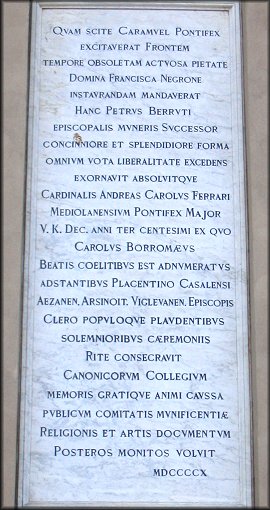 QVAM SCITE CARAMVEL PONTIFEX
EXCITAVERAT FRONTEM
TEMPORE OBSOLETAM ACTVOSA PIETATE
DOMINA FRANCISCA NEGRONE
INSTAVRANDAM MANDAVERAT
HANC PETRVS BERRVTI
EPISCOPALIS MVNERIS SVCCESSOR
CONCINNIORE ET SPLENDIDIORE FORMA
OMNIVM VOTA LIBERALITATE EXCEDENS
EXORNAVIT ABSOLVITQVE
CARDINALIS ANDREAS CAROLVS FERRARI
MEDIOLANENSIVM PONTIFEX MAJOR
V. K. DEC. ANNI TER CENTESIMI EX QVO
CAROLVS BORROMÆVS
BEATIS COELITIBVS EST ADNVMERATVS
ADSTANTIBVS PLACENTINO CASALENSI
AEZANEN. ARSINOIT. VIGLEVANEN. EPISCOPIS
CLERO POPVLOQVE PLAVDENTIBVS
SOLEMNIORIBVS CÆREMONIIS
RITE CONSECRAVIT
CANONICORVM COLLEGIVM
MEMORIS GRATIQVE ANIMI CAVSSA
PVBLICVM COMITATIS MVNIFICENTIÆ
RELIGIONIS ET ARTIS DOCVMENTVM
POSTEROS MONITOS VOLVIT
MDCCCCX